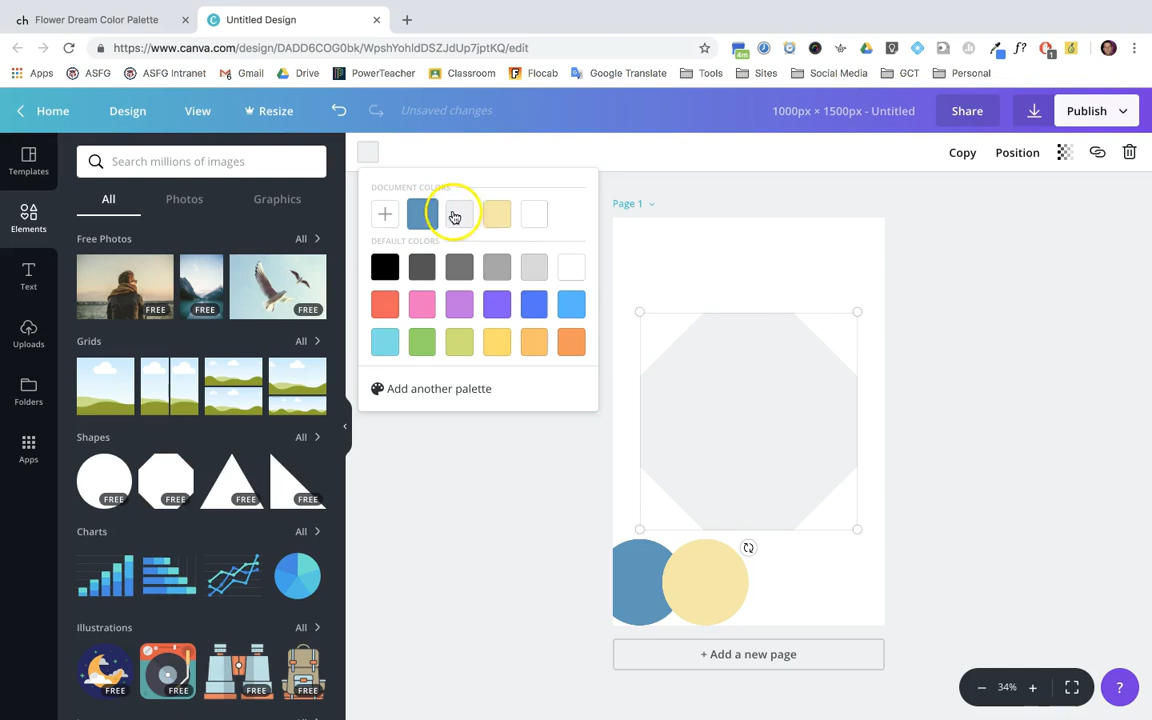 ch Flower Dream Color Palette
Untitled Design
https://www.canva.com/design/DADD6COG0bk/WpshYohldDSZJdUp7jptKQ/edit
4m
f?
1
Apps
ASFG
ASFG Intranet
Gmail
Drive
PowerTeacher
Classroom
Flocab
Google Translate
Tools
Sites
Social Media
GCT
Personal
Home
Design
View
Resize
Unsaved changes
1000px × 1500px - Untitled
Share
Publish
Templates
Elements
Text
Uploads
Folders
Apps
Search millions of images
All
Photos
Graphics
Free Photos
All
FREE
FREE
FREE
Grids
All
Shapes
All
FREE
FREE
FREE
FREE
Charts
All
Illustrations
All
FREE
FREE
FREE
FREE
DOCUMENT COLORS
DEFAULT COLORS
Add another palette
Copy
Position
Page 1
+ Add a new page
34%
?